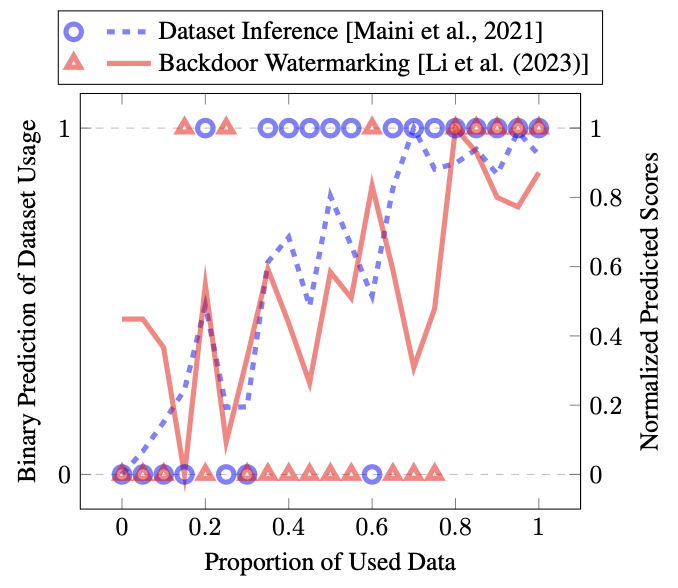 Dataset Inference [Maini et al., 2021]
Backdoor Watermarking [Li et al. (2023)]
Binary Prediction of Dataset Usage
1
0
1
0.8
0.6
0.4
0.2
0
Normalized Predicted Scores
0 0.2 0.4 0.6 0.8 1
Proportion of Used Data